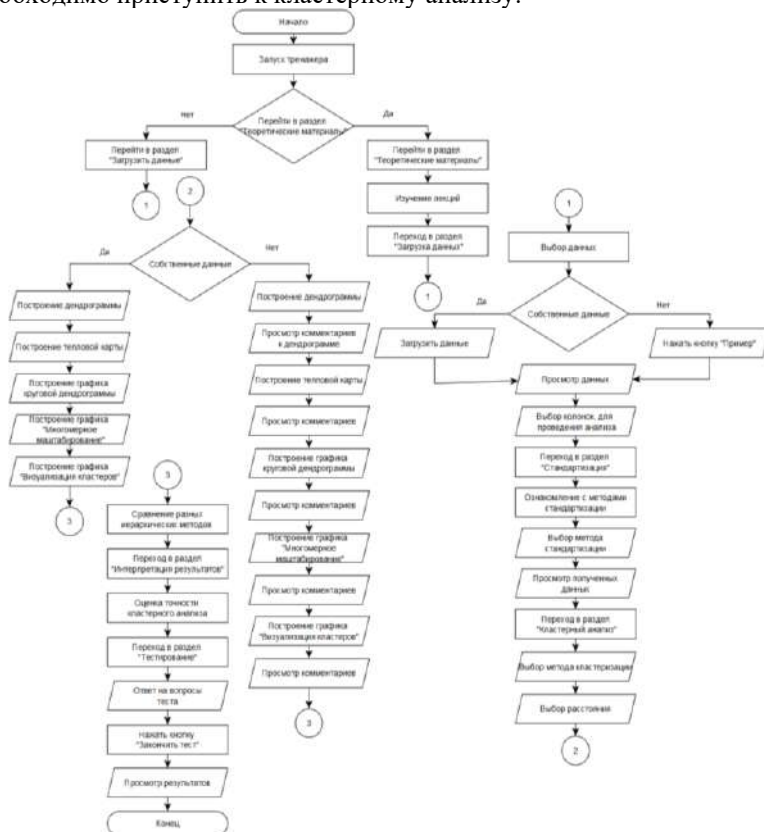 обходимо приступить к кластерному анализу.
Начало
Запуск тренажера
Перейти в раздел
"Теоретические материалы"
Нет
Да
Перейти в раздел
"Загрузить данные"
1
Перейти в раздел
"Теоретические материалы"
Изучение лекций
Переход в раздел
"Загрузка данных"
1
2
Собственные данные
Да
Нет
Построение дендрограммы
Построение тепловой карты
Построение графика
круговой дендрограммы
Построение графика
"Многомерное
маштабирование"
Построение графика
"Визуализация кластеров"
3
Построение дендрограммы
Просмотр комментариев
к дендрограмме
Построение тепловой карты
Просмотр комментариев
Построение графика
круговой дендрограммы
Просмотр комментариев
Построение графика
"Многомерное
маштабирование"
Просмотр комментариев
Построение графика
"Визуализация кластеров"
Просмотр комментариев
3
1
Выбор данных
Собственные данные
Да
Нет
Загрузить данные
Нажать кнопку "Пример"
Просмотр данных
Выбор колонок, для
проведения анализа
Переход в раздел
"Стандартизация"
Ознакомление с методами
стандартизации
Выбор метода
стандартизации
Просмотр полученных
данных
Переход в раздел
"Кластерный анализ"
Выбор метода кластеризации
Выбор расстояния
2
3
Сравнение разных
иерархических методов
Переход в раздел
"Интерпретация результатов"
Оценка точности
кластерного анализа
Переход в раздел
"Тестирование"
Ответ на вопросы
теста
Нажать кнопку
"Закончить тест"
Просмотр результатов
Конец